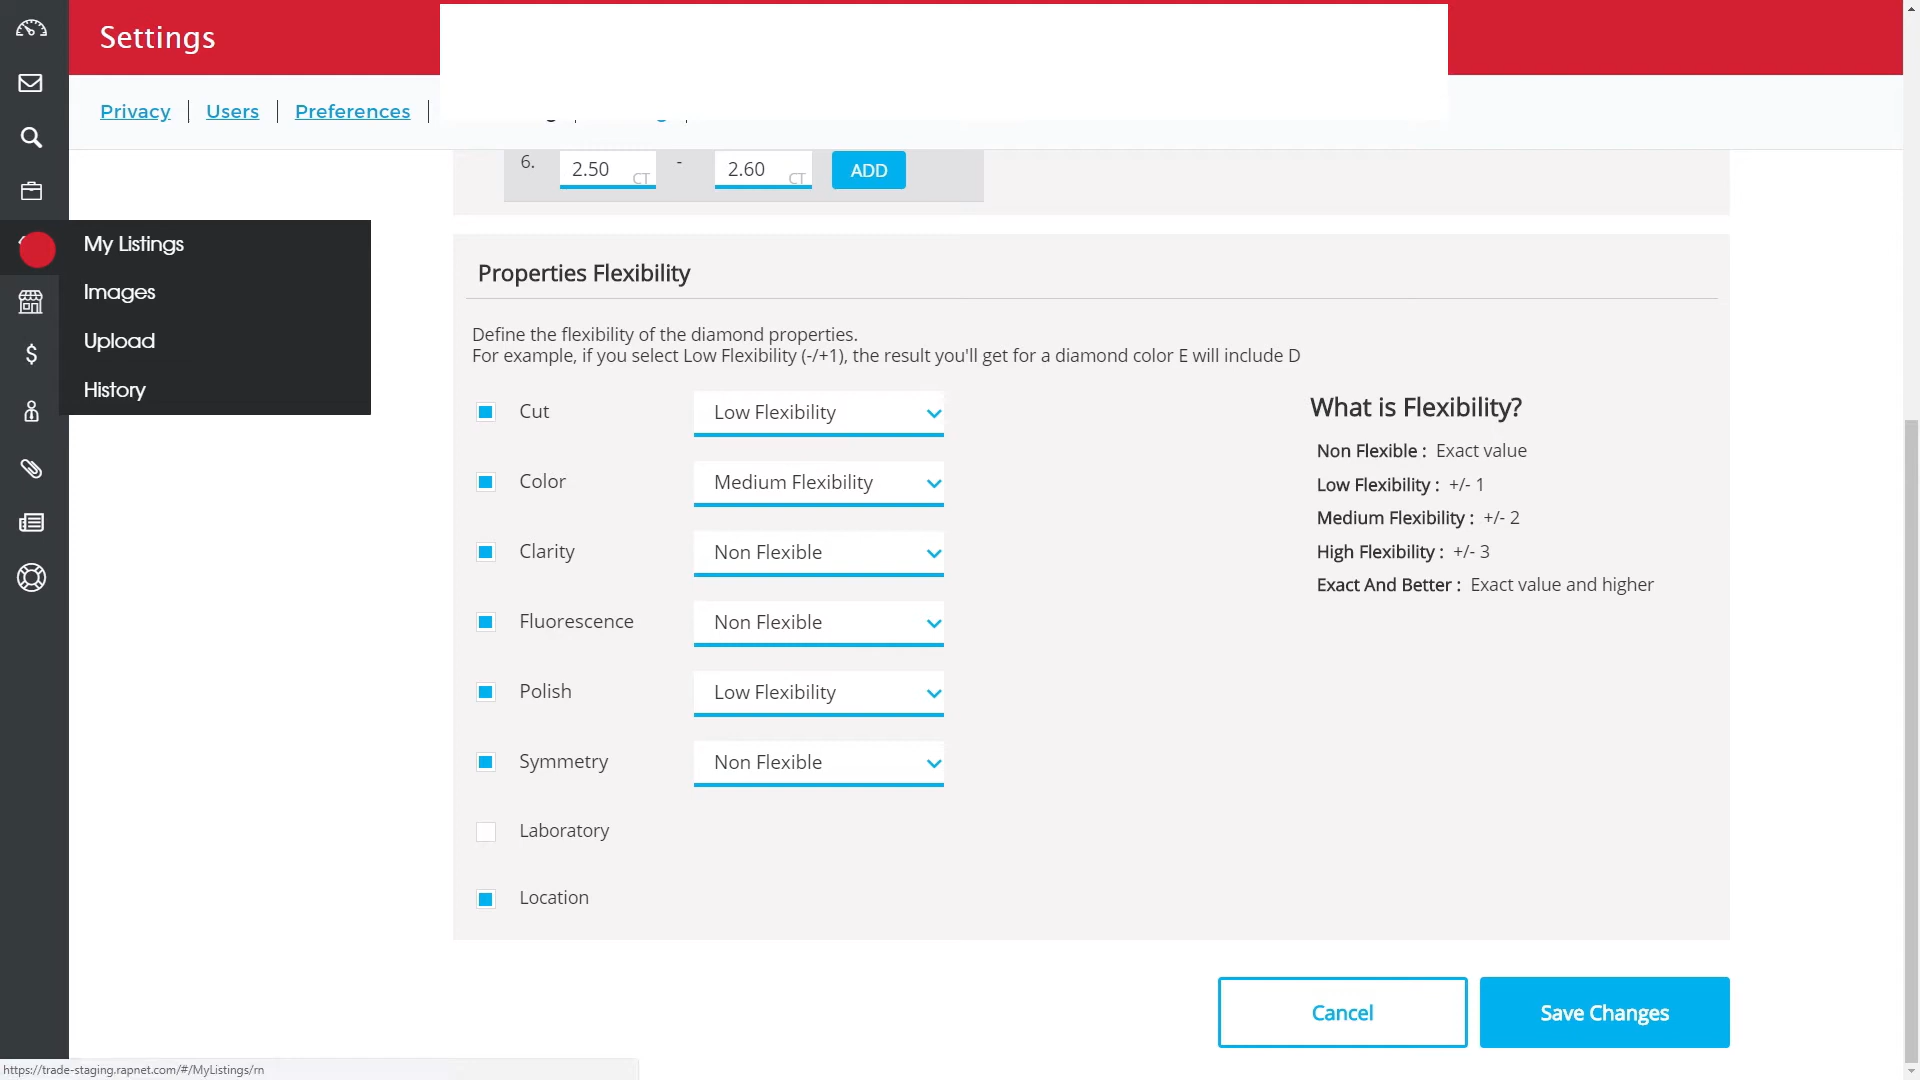 Settings
Privacy | Users | Preferences |
6. 2.50 CT - 2.60 CT ADD
My Listings
Images
Upload
History
Properties Flexibility
Define the flexibility of the diamond properties.
For example, if you select Low Flexibility (-/+1), the result you'll get for a diamond color E will include D
Cut Low Flexibility
Color Medium Flexibility
Clarity Non Flexible
Fluorescence Non Flexible
Polish Low Flexibility
Symmetry Non Flexible
Laboratory
Location
What is Flexibility?
Non Flexible : Exact value
Low Flexibility : +/- 1
Medium Flexibility : +/- 2
High Flexibility : +/- 3
Exact And Better : Exact value and higher
Cancel
Save Changes
https://trade-staging.rapnet.com/#/MyListings/rn